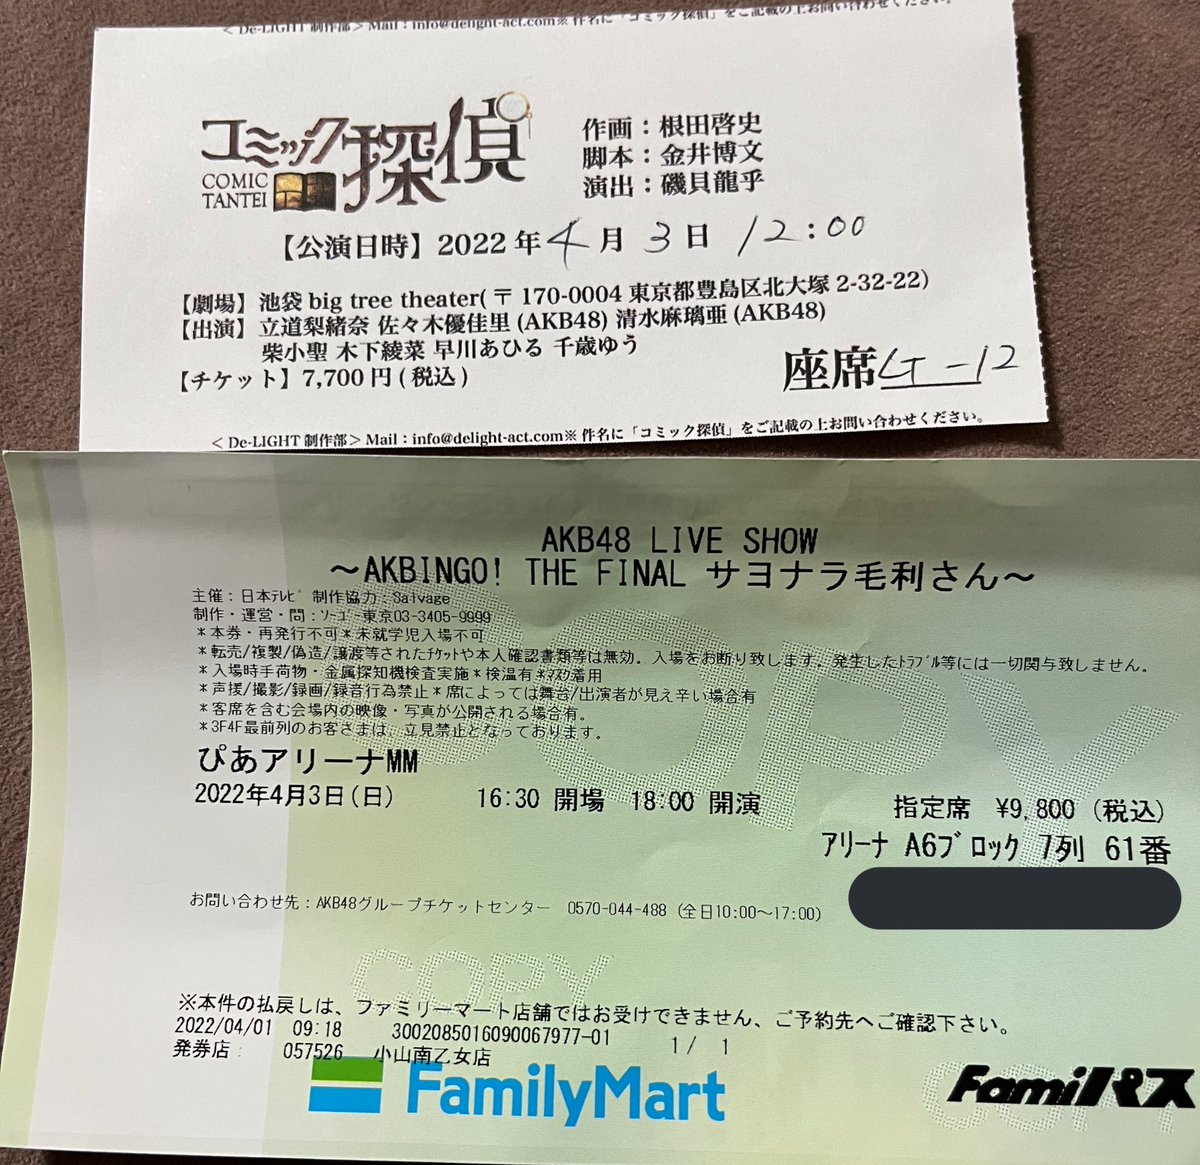 ＜De-LIGHT 制作部＞Mail：info@delight-act.com※ 件名に「コミック探偵」をご記載の上お問い合わせください。
コミック探偵
COMIC
TANTEI
作画：根田啓史
脚本：金井博文
演出：磯貝龍乎
【公演日時】2022年4月3日 12:00
【劇場】池袋 big tree theater(〒170-0004 東京都豊島区北大塚 2-32-22）
【出演】立道梨緒奈 佐々木優佳里 (AKB48) 清水麻璃亜 (AKB48)
柴小聖 木下綾菜 早川あひる 千歳ゆう
【チケット】7,700円 ( 税込 )
座席 G-12
＜De-LIGHT 制作部＞Mail：info@delight-act.com※ 件名に「コミック探偵」をご記載の上お問い合わせください。
AKB48 LIVE SHOW
～AKBINGO! THE FINAL サヨナラ毛利さん～
主催：日本ﾃﾚﾋﾞ 制作協力：Salvage
制作・運営・問：ｿｰｺﾞｰ東京03-3405-9999
＊本券・再発行不可＊未就学児入場不可
＊転売/複製/偽造/譲渡等されたﾁｹｯﾄや本人確認書類等は無効。入場をお断り致します。発生したﾄﾗﾌﾞﾙ等には一切関与致しません。
＊入場時手荷物・金属探知機検査実施＊検温有＊ﾏｽｸ着用
＊声援/撮影/録画/録音行為禁止＊席によっては舞台/出演者が見え辛い場合有
＊客席を含む会場内の映像・写真が公開される場合有。
＊3F4F最前列のお客さまは、立見禁止となっております。
ぴあアリーナMM
2022年4月3日(日) 16:30 開場 18:00 開演
指定席 ¥9,800 (税込)
ｱﾘｰﾅ A6ﾌﾞﾛｯｸ 7列 61番
お問い合わせ先：AKB48グループチケットセンター 0570-044-488 (全日10:00～17:00)
COPY
COPY
※本件の払戻しは、ファミリーマート店舗ではお受けできません、ご予約先へご確認下さい。
2022/04/01 09:18 3002085016090067977-01 1/ 1
発券店： 057526 小山南乙女店
FamilyMart
Famiパス
COPY